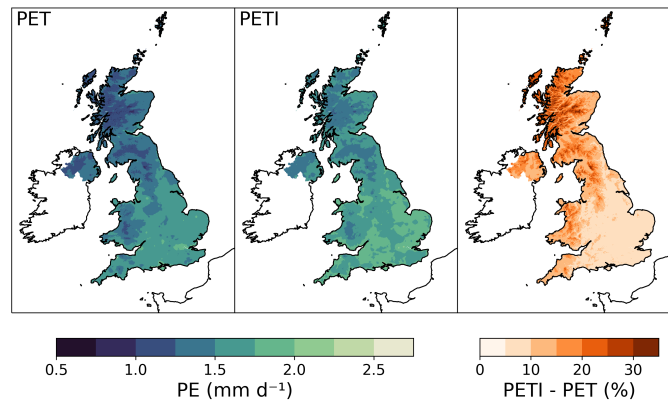 PET
PETI
0.5 1.0 1.5 2.0 2.5
PE (mm d⁻¹)
0 10 20 30
PETI - PET (%)